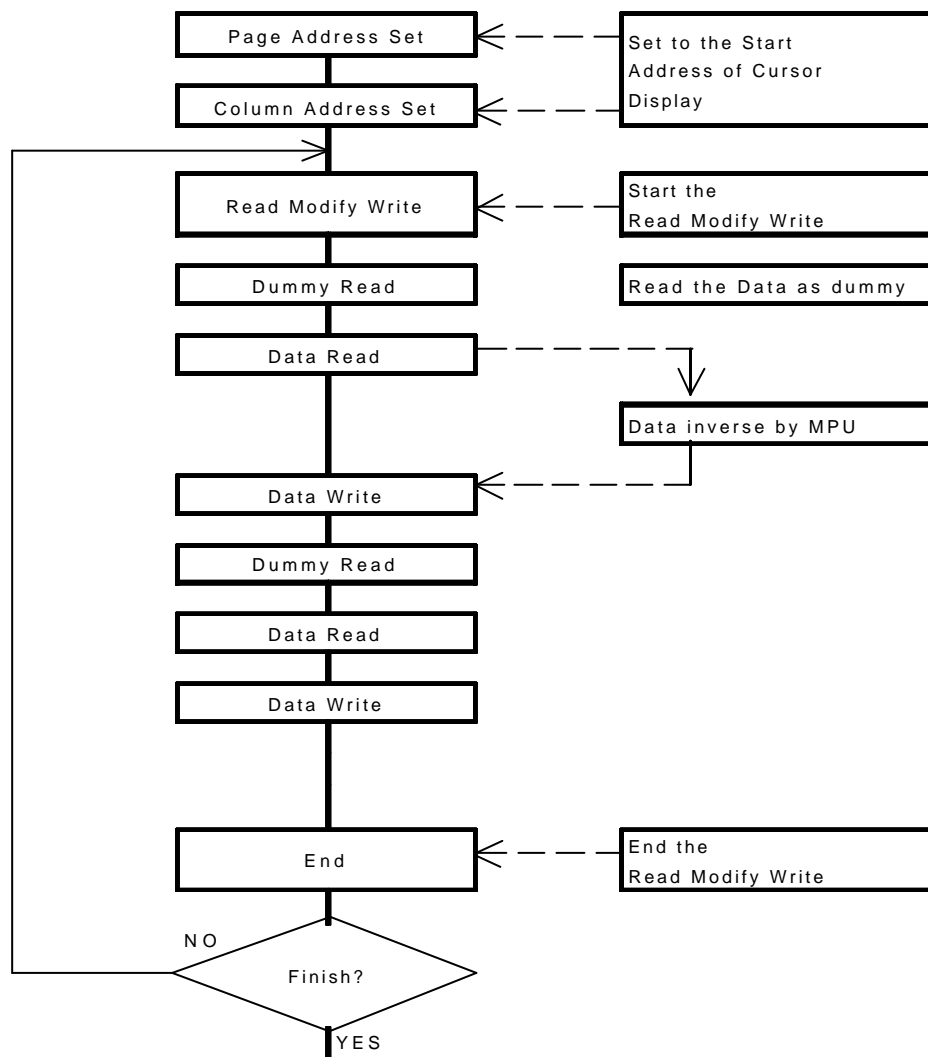 Page Address Set
Set to the Start
Address of Cursor
Display
Column Address Set
Read Modify Write
Start the
Read Modify Write
Dummy Read
Read the Data as dummy
Data Read
Data inverse by MPU
Data Write
Dummy Read
Data Read
Data Write
End
End the
Read Modify Write
NO
Finish?
YES